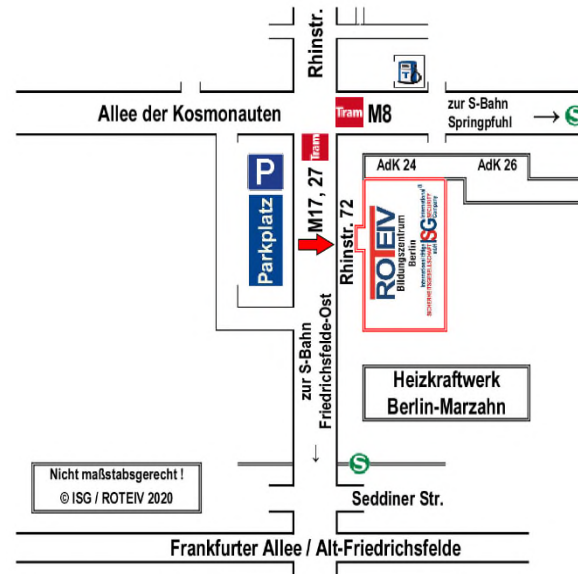 Rhinstr.
Allee der Kosmonauten
Tram M8
zur S-Bahn
Springpfuhl
→ S
Tram
M17, 27
P
Parkplatz
Rhinstr. 72
AdK 24
AdK 26
ROTEIV
Bildungszentrum
Berlin
ISG
SICHERHEITSGESELLSCHAFT
zur S-Bahn
Friedrichsfelde-Ost
←
Heizkraftwerk
Berlin-Marzahn
S
Nicht maßstabsgerecht !
© ISG / ROTEIV 2020
Seddiner Str.
Frankfurter Allee / Alt-Friedrichsfelde